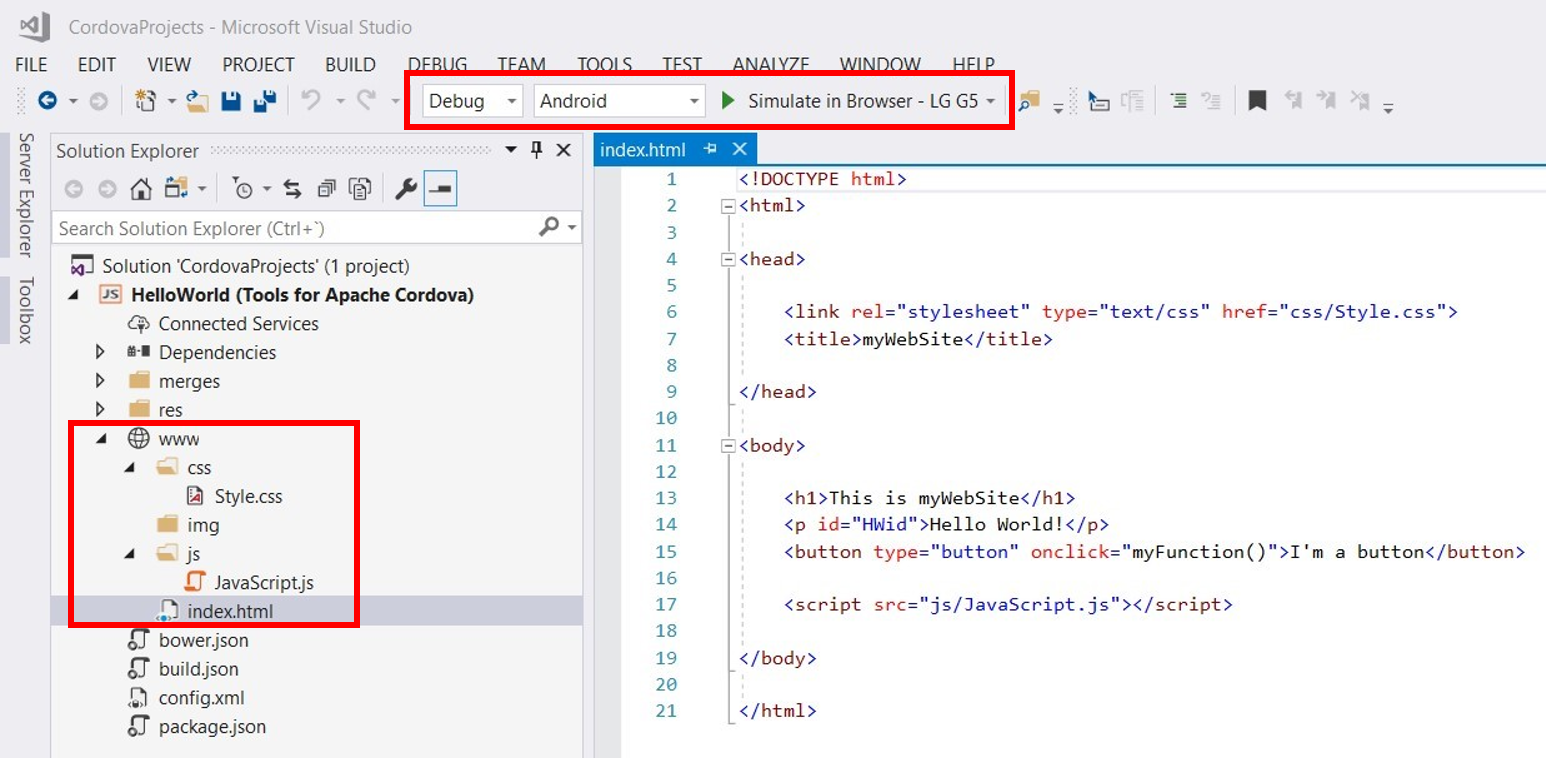 CordovaProjects - Microsoft Visual Studio
FILE EDIT VIEW PROJECT BUILD DEBUG TEAM TOOLS TEST ANALYZE WINDOW HELP
Debug Android Simulate in Browser - LG G5
Server Explorer
Toolbox
Solution Explorer
Search Solution Explorer (Ctrl+`)
Solution 'CordovaProjects' (1 project)
JS HelloWorld (Tools for Apache Cordova)
Connected Services
Dependencies
merges
res
www
css
Style.css
img
js
JavaScript.js
index.html
bower.json
build.json
config.xml
package.json
index.html
1 <!DOCTYPE html>
2 <html>
3
4 <head>
5
6 <link rel="stylesheet" type="text/css" href="css/Style.css">
7 <title>myWebSite</title>
8
9 </head>
10
11 <body>
12
13 <h1>This is myWebSite</h1>
14 <p id="HWid">Hello World!</p>
15 <button type="button" onclick="myFunction()">I'm a button</button>
16
17 <script src="js/JavaScript.js"></script>
18
19 </body>
20
21 </html>